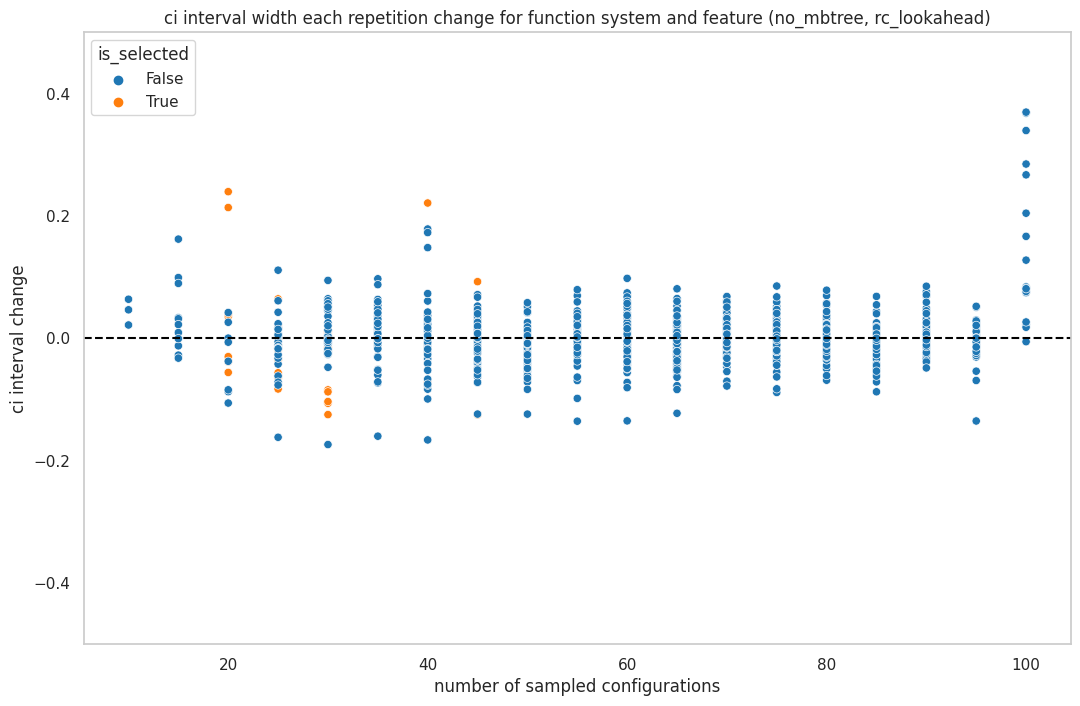 ci interval width each repetition change for function system and feature (no_mbtree, rc_lookahead)
is_selected
False
True
0.4
0.2
0.0
−0.2
−0.4
ci interval change
20
40
60
80
100
number of sampled configurations